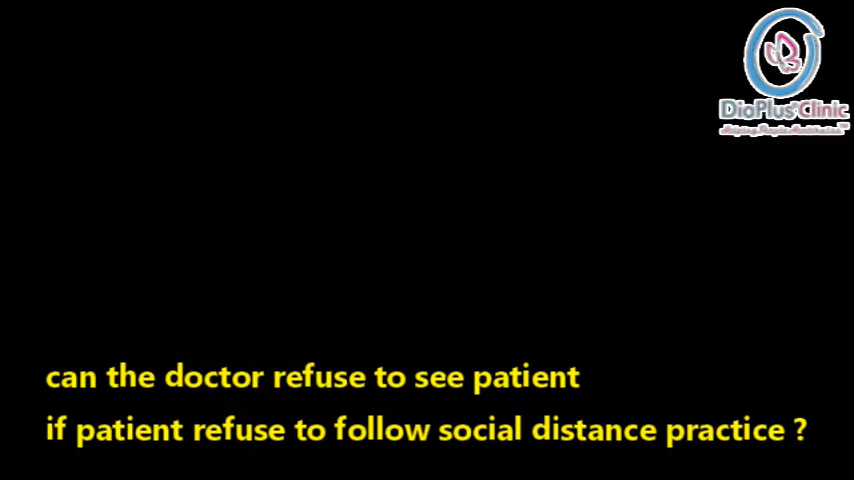 DioPlus Clinic
can the doctor refuse to see patient
if patient refuse to follow social distance practice ?